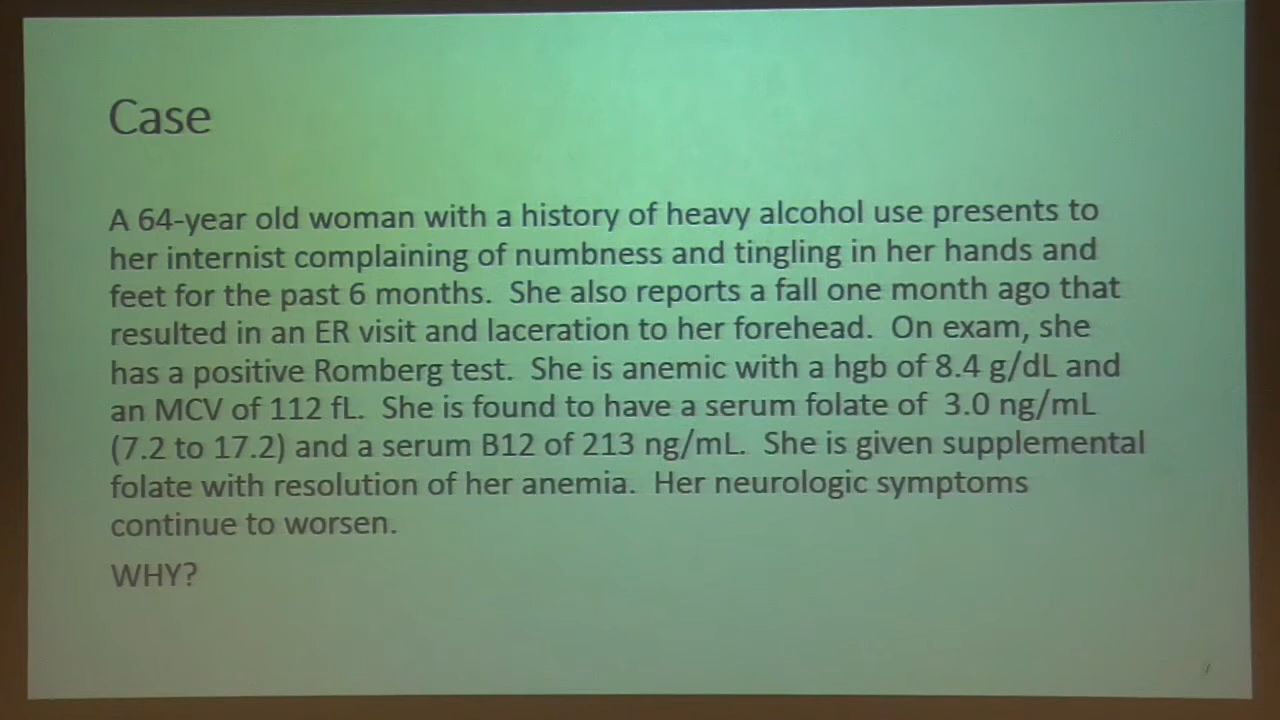 Case
A 64-year old woman with a history of heavy alcohol use presents to
her internist complaining of numbness and tingling in her hands and
feet for the past 6 months.  She also reports a fall one month ago that
resulted in an ER visit and laceration to her forehead.  On exam, she
has a positive Romberg test.  She is anemic with a hgb of 8.4 g/dL and
an MCV of 112 fL.  She is found to have a serum folate of  3.0 ng/mL
(7.2 to 17.2) and a serum B12 of 213 ng/mL.  She is given supplemental
folate with resolution of her anemia.  Her neurologic symptoms
continue to worsen.
WHY?